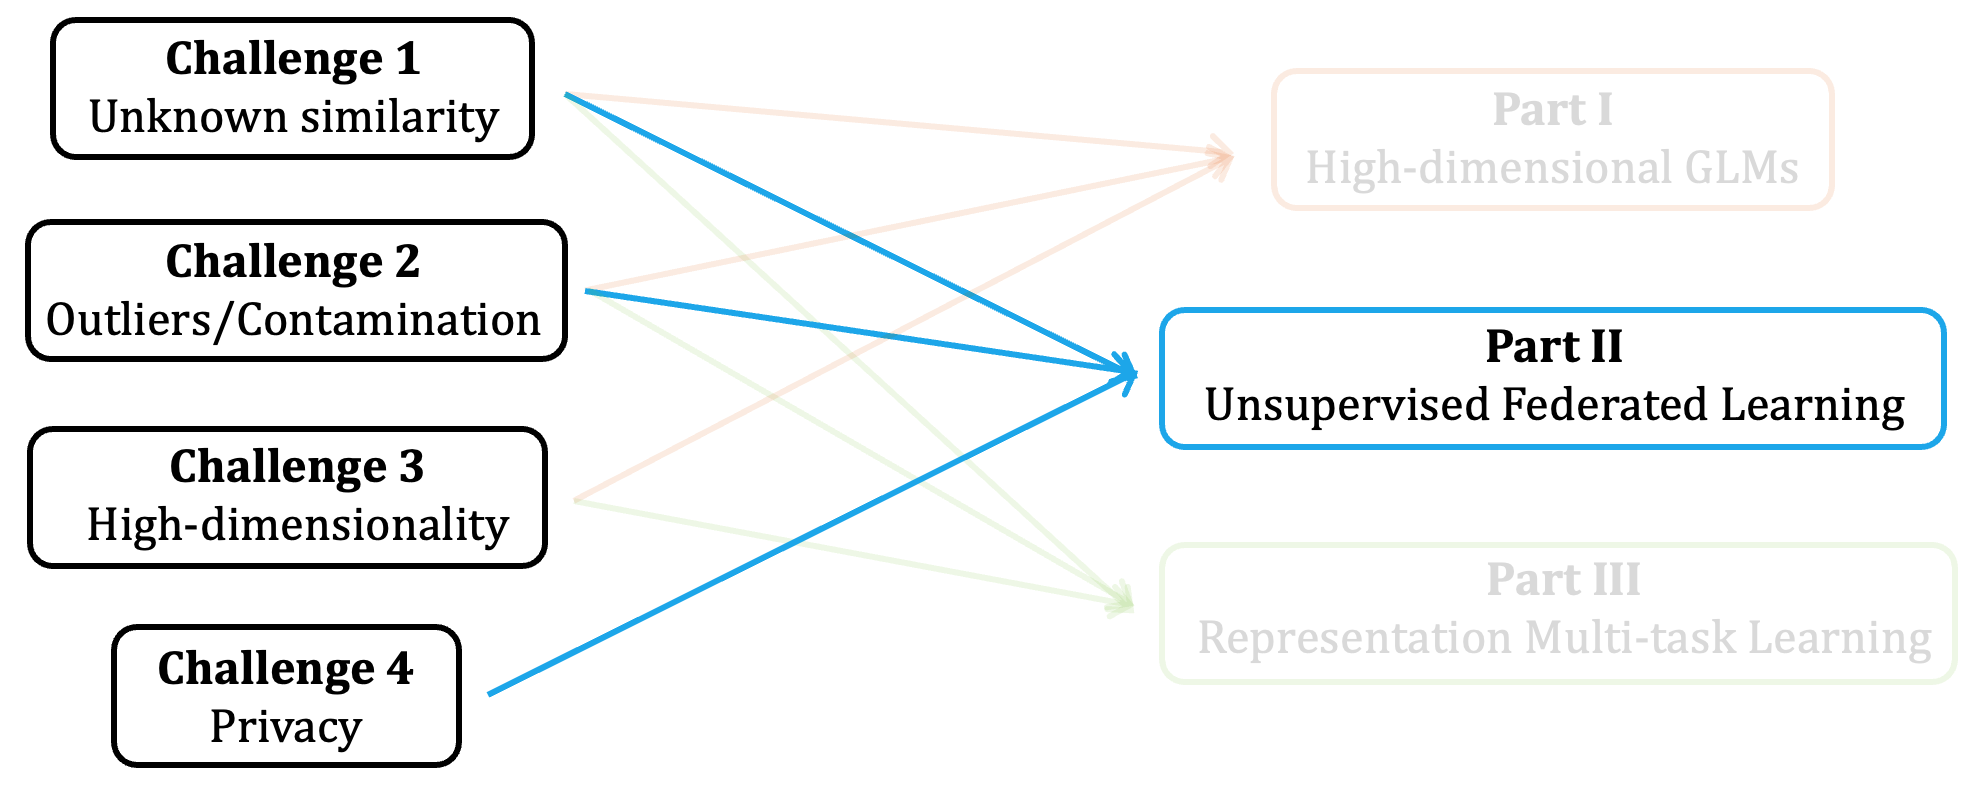 Challenge 1
Unknown similarity
Challenge 2
Outliers/Contamination
Challenge 3
High-dimensionality
Challenge 4
Privacy
Part I
High-dimensional GLMs
Part II
Unsupervised Federated Learning
Part III
Representation Multi-task Learning